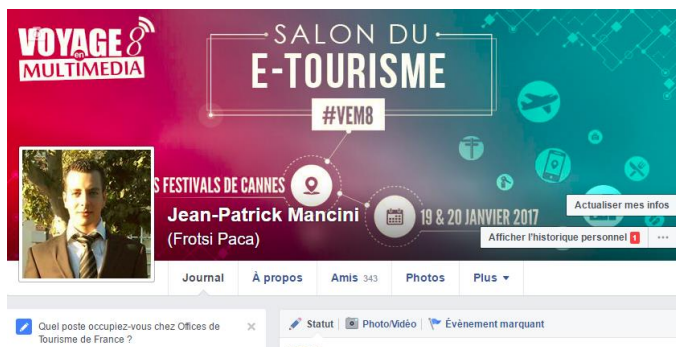 VOYAGE 8
en
MULTIMEDIA
SALON DU
E-TOURISME
#VEM8
S FESTIVALS DE CANNES
19 & 20 JANVIER 2017
Jean-Patrick Mancini
(Frotsi Paca)
Actualiser mes infos
Afficher l'historique personnel 1 ...
Journal À propos Amis 343 Photos Plus
Quel poste occupiez-vous chez Offices de
Tourisme de France ?
Statut Photo/Vidéo Évènement marquant